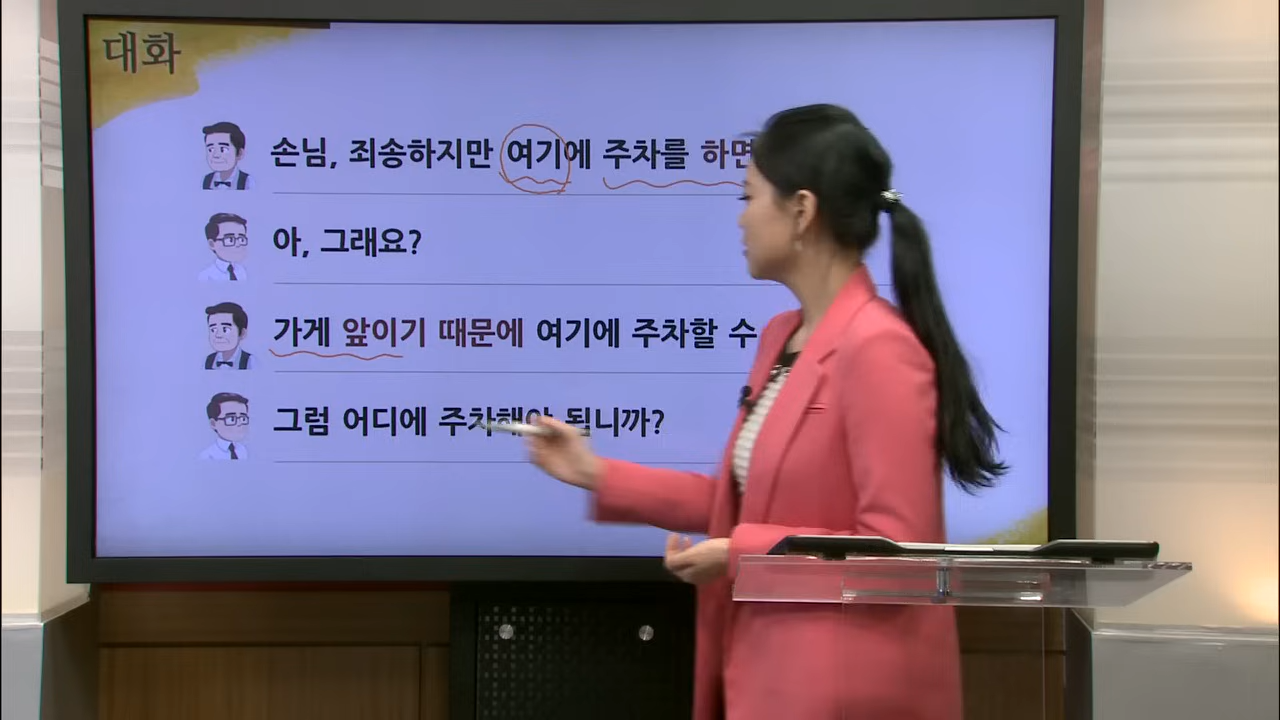 대화
손님, 죄송하지만 여기에 주차를 하면
아, 그래요?
가게 앞이기 때문에 여기에 주차할 수
그럼 어디에 주차해야 됩니까?